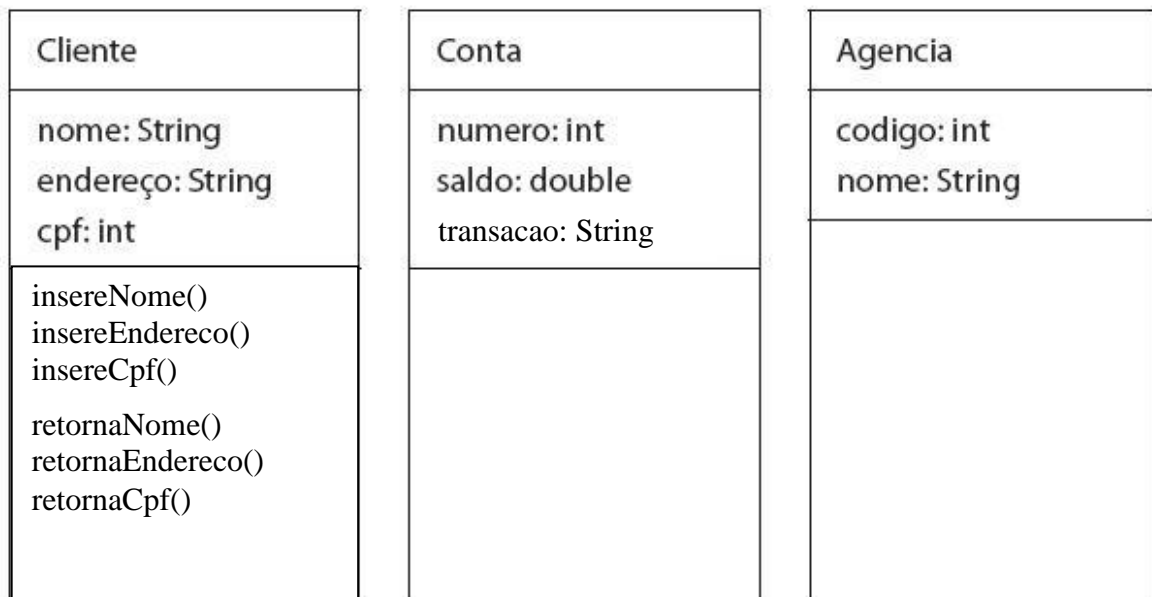 Cliente
nome: String
endereço: String
cpf: int
insereNome()
insereEndereco()
insereCpf()
retornaNome()
retornaEndereco()
retornaCpf()
Conta
numero: int
saldo: double
transacao: String
Agencia
codigo: int
nome: String